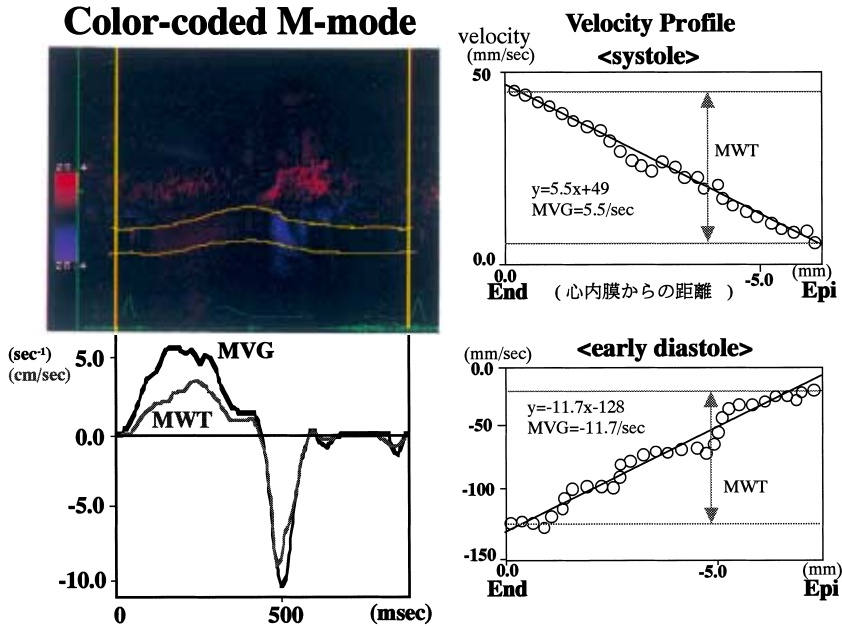 Color-coded M-mode
Velocity Profile
<systole>
velocity
(mm/sec)
50
MWT
y=5.5x+49
MVG=5.5/sec
0.0
0.0
-5.0
(mm)
End
( 心内膜からの距離 )
Epi
(sec⁻¹)
(cm/sec)
5.0
MVG
MWT
0.0
-5.0
-10.0
0
500
(msec)
<early diastole>
(mm/sec)
0.0
y=-11.7x-128
MVG=-11.7/sec
-50
MWT
-100
-150
0.0
-5.0
(mm)
End
Epi